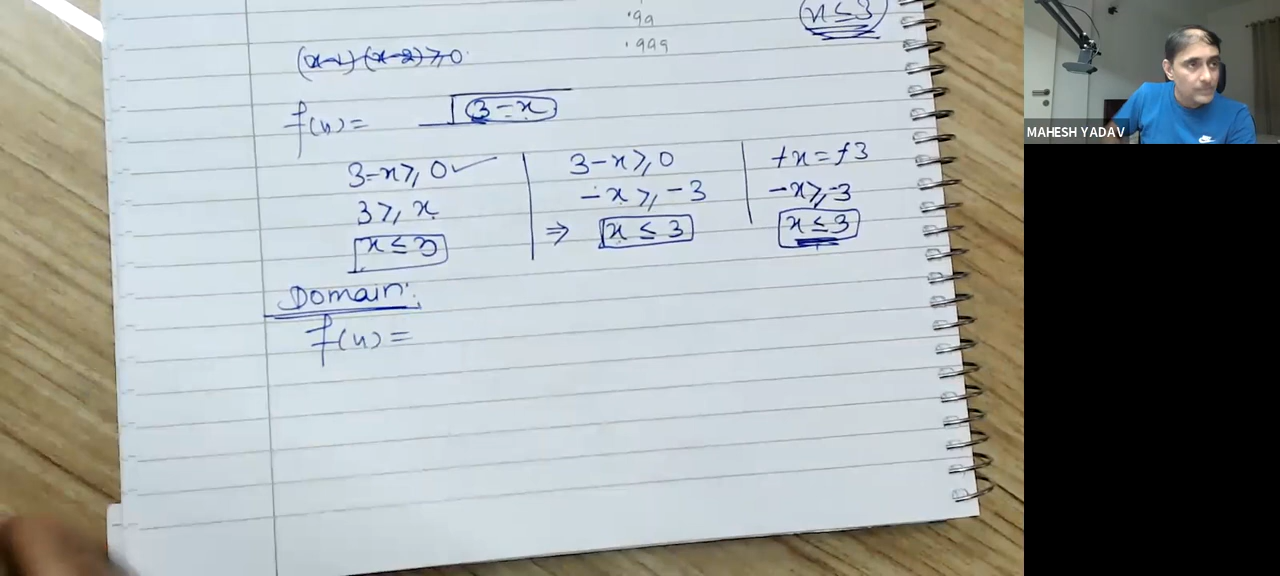 .99
x ≤ 3
.999
(x-1)(x-2) ≥ 0
f(x) = √3-x
3-x ≥ 0 ✓
3 ≥ x
x ≤ 3
3-x ≥ 0
-x ≥ -3
⇒ x ≤ 3
+x = +3
-x ≥ -3
x ≤ 3
Domain:
f(x) =
MAHESH YADAV